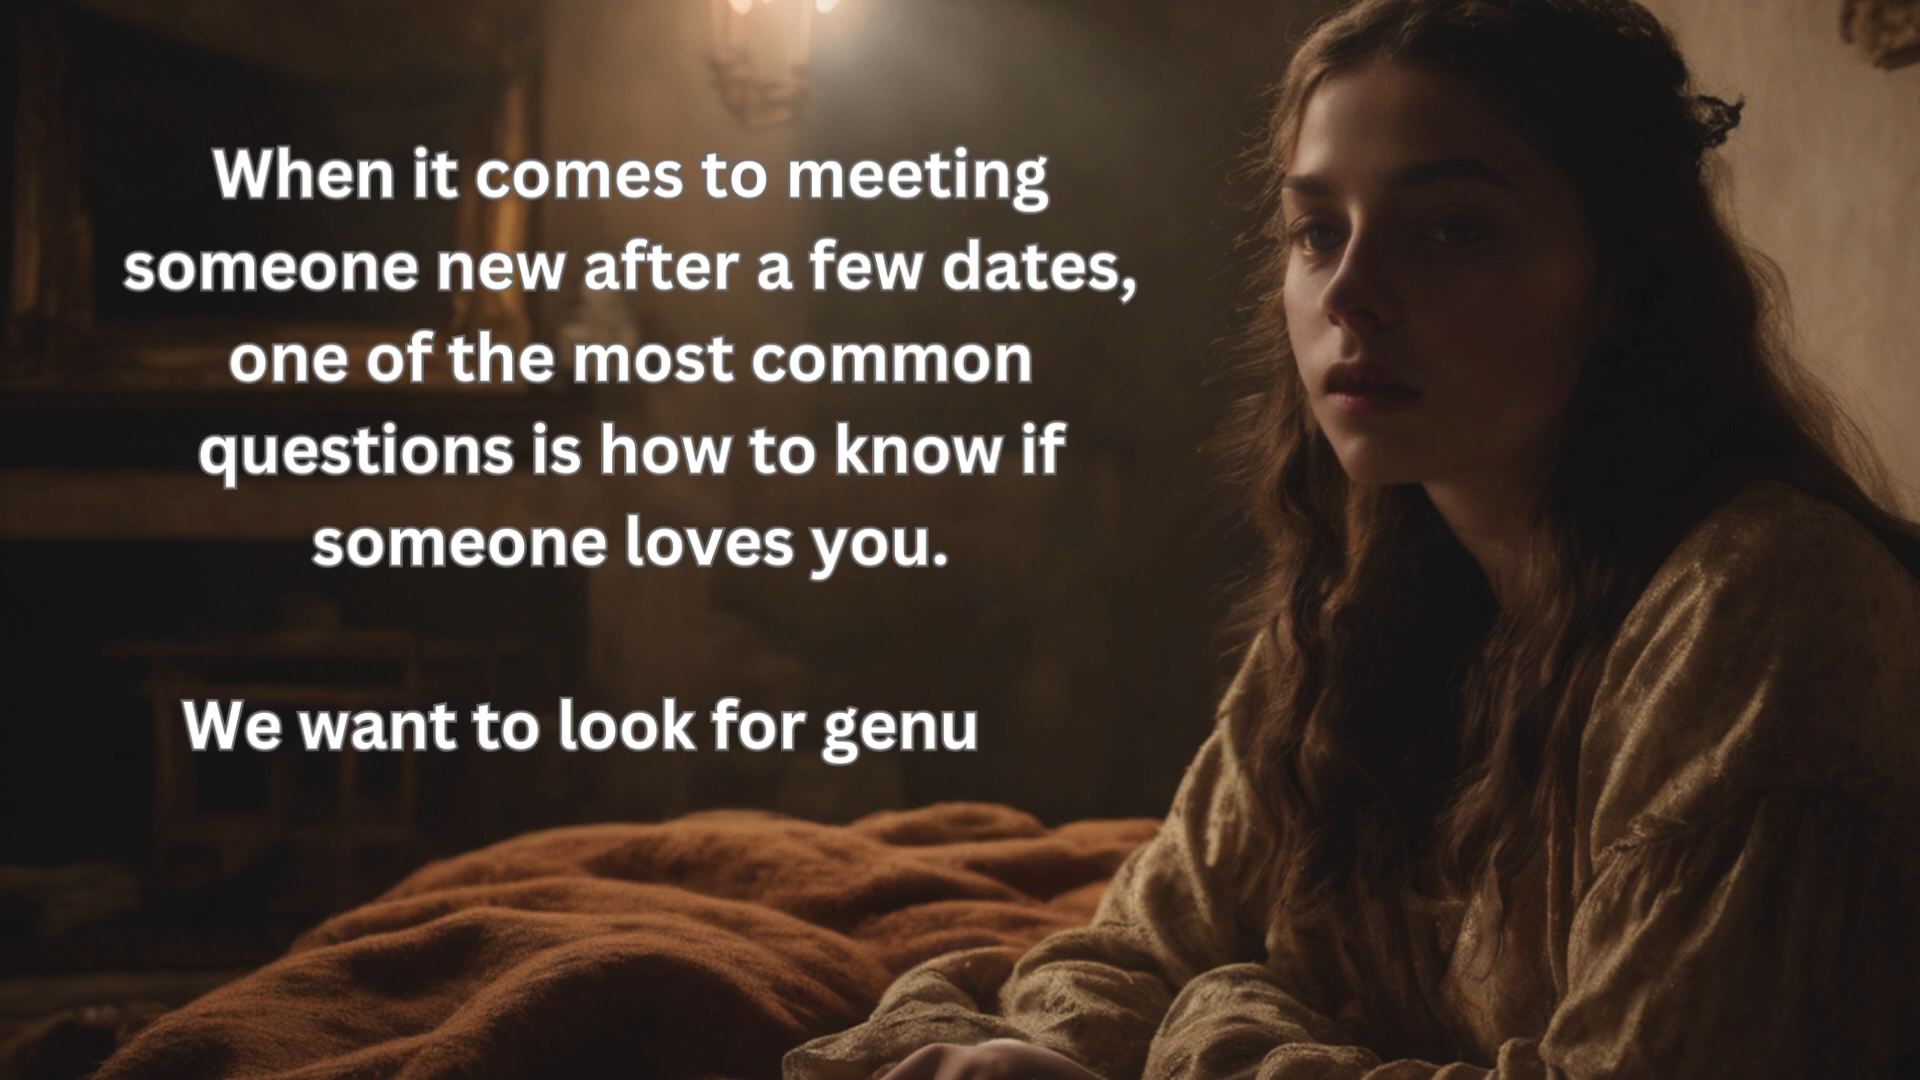 When it comes to meeting
someone new after a few dates,
one of the most common
questions is how to know if
someone loves you.
We want to look for genu